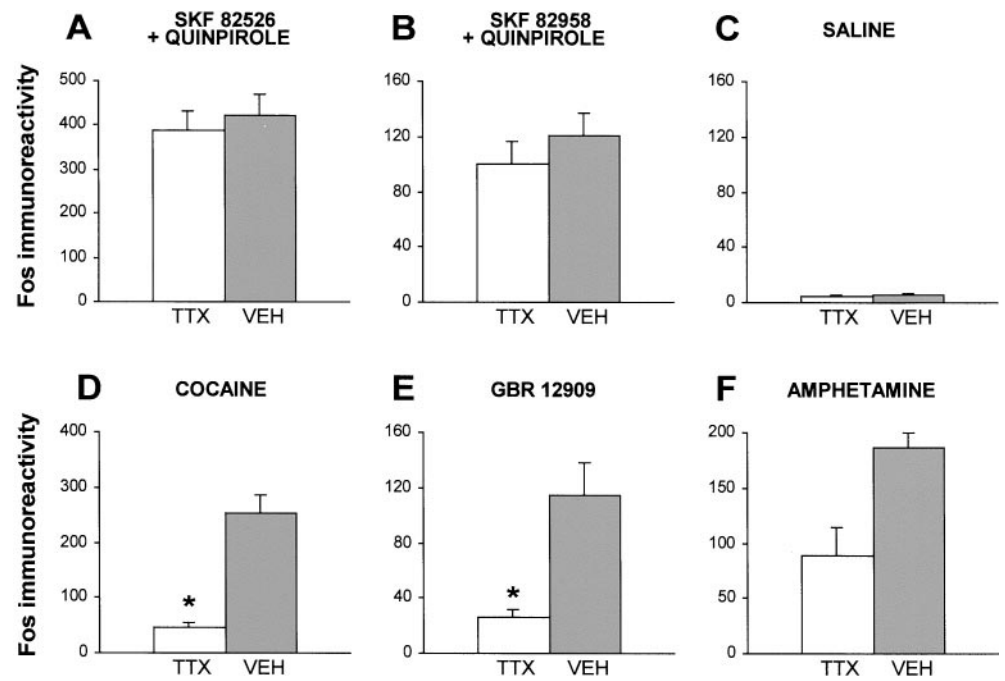 A
SKF 82526
+ QUINPIROLE
B
SKF 82958
+ QUINPIROLE
C
SALINE
Fos immunoreactivity
500
400
300
200
100
0
TTX VEH
160
120
80
40
0
TTX VEH
160
120
80
40
0
TTX VEH
D
COCAINE
E
GBR 12909
F
AMPHETAMINE
Fos immunoreactivity
400
300
200
100
0
*
TTX VEH
160
120
80
40
0
*
TTX VEH
200
150
100
50
0
TTX VEH